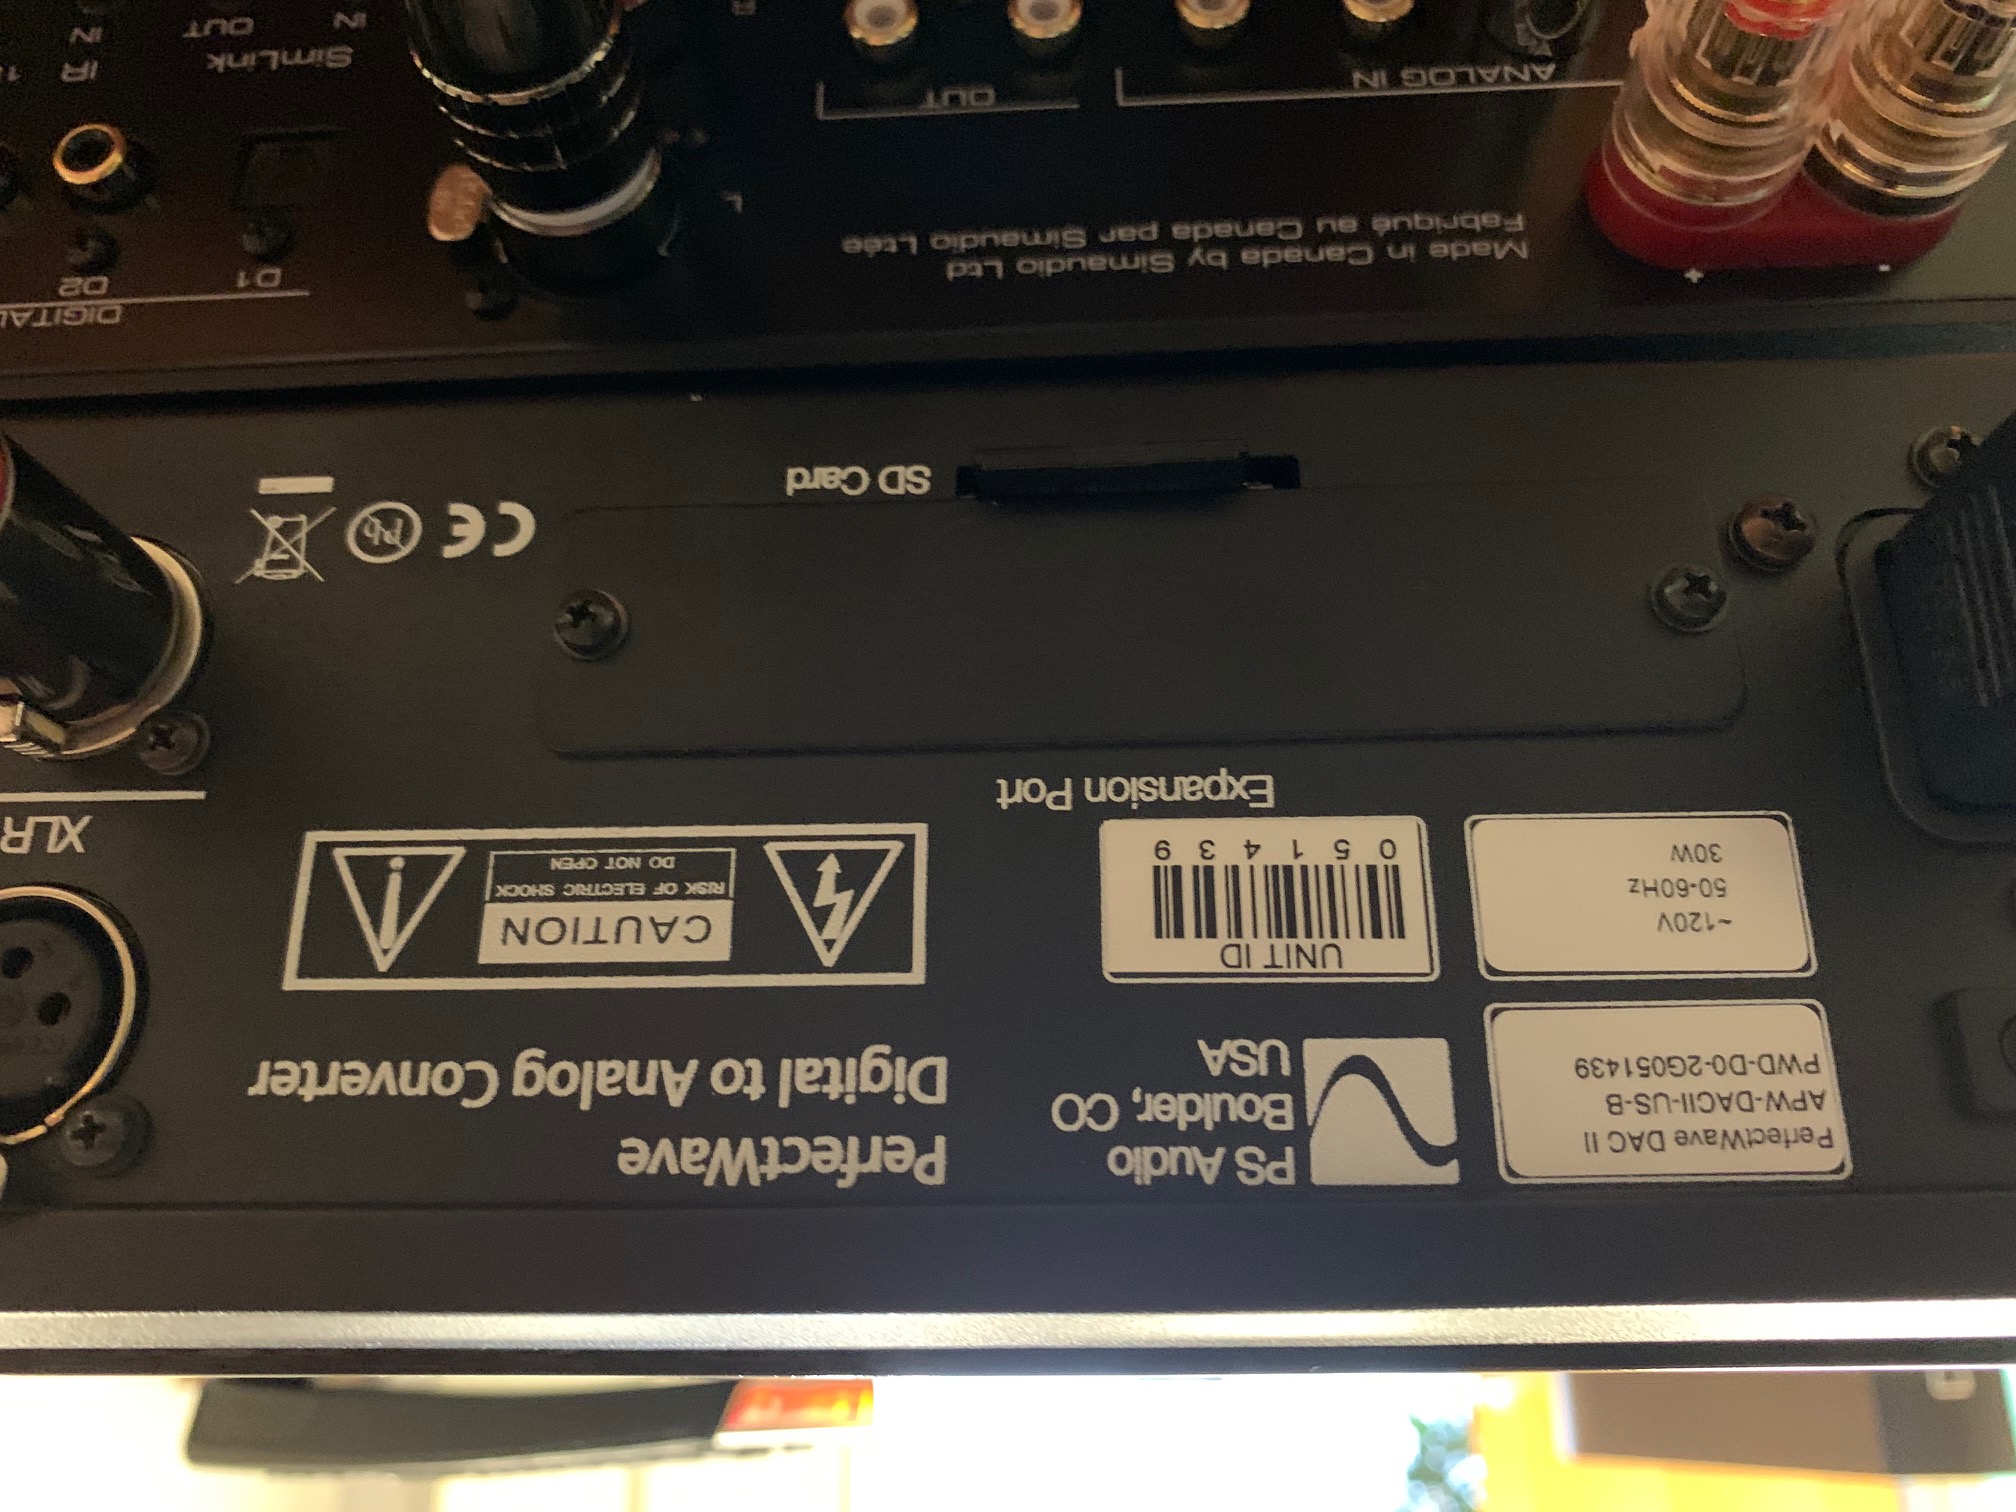 PerfectWave DAC II
APW-DACII-US-B
PWD-D0-2G051439
PS Audio
Boulder, CO
USA
PerfectWave
Digital to Analog Converter
~120V
50-60Hz
30W
UNIT ID
0 5 1 4 3 9
CAUTION
RISK OF ELECTRIC SHOCK
DO NOT OPEN
XLR
Expansion Port
SD Card
CE
Pb
Made in Canada by Simaudio Ltd
Fabriqué au Canada par Simaudio Ltée
DIGITAL
D1
D2
L
ANALOG IN
OUT
SimLink
IN
OUT
IR
IN
R